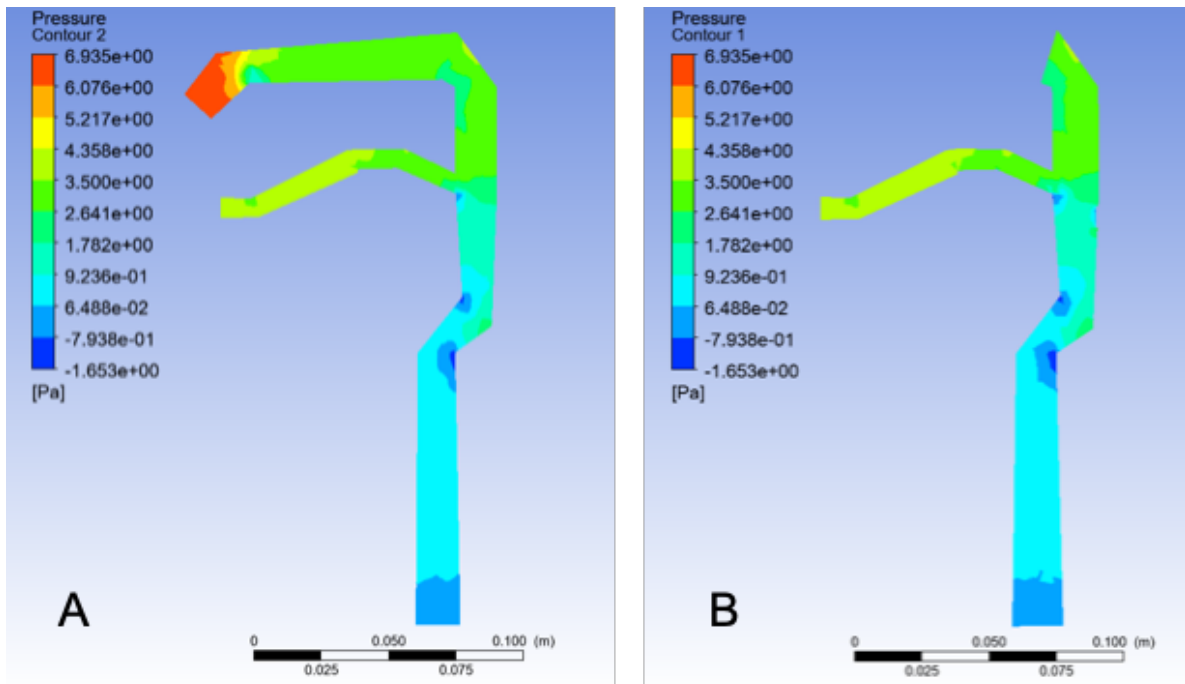 Pressure
Contour 2
6.935e+00
6.076e+00
5.217e+00
4.358e+00
3.500e+00
2.641e+00
1.782e+00
9.236e-01
6.488e-02
-7.938e-01
-1.653e+00
[Pa]
A
0 0.050 0.100 (m)
0.025 0.075
Pressure
Contour 1
6.935e+00
6.076e+00
5.217e+00
4.358e+00
3.500e+00
2.641e+00
1.782e+00
9.236e-01
6.488e-02
-7.938e-01
-1.653e+00
[Pa]
B
0 0.050 0.100 (m)
0.025 0.075